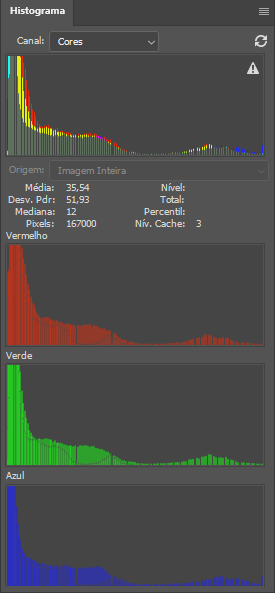 Histograma
Canal: Cores
Origem: Imagem Inteira
Média: 35,54 Nível:
Desv. Pdr: 51,93 Total:
Mediana: 12 Percentil:
Pixels: 167000 Nív. Cache: 3
Vermelho
Verde
Azul